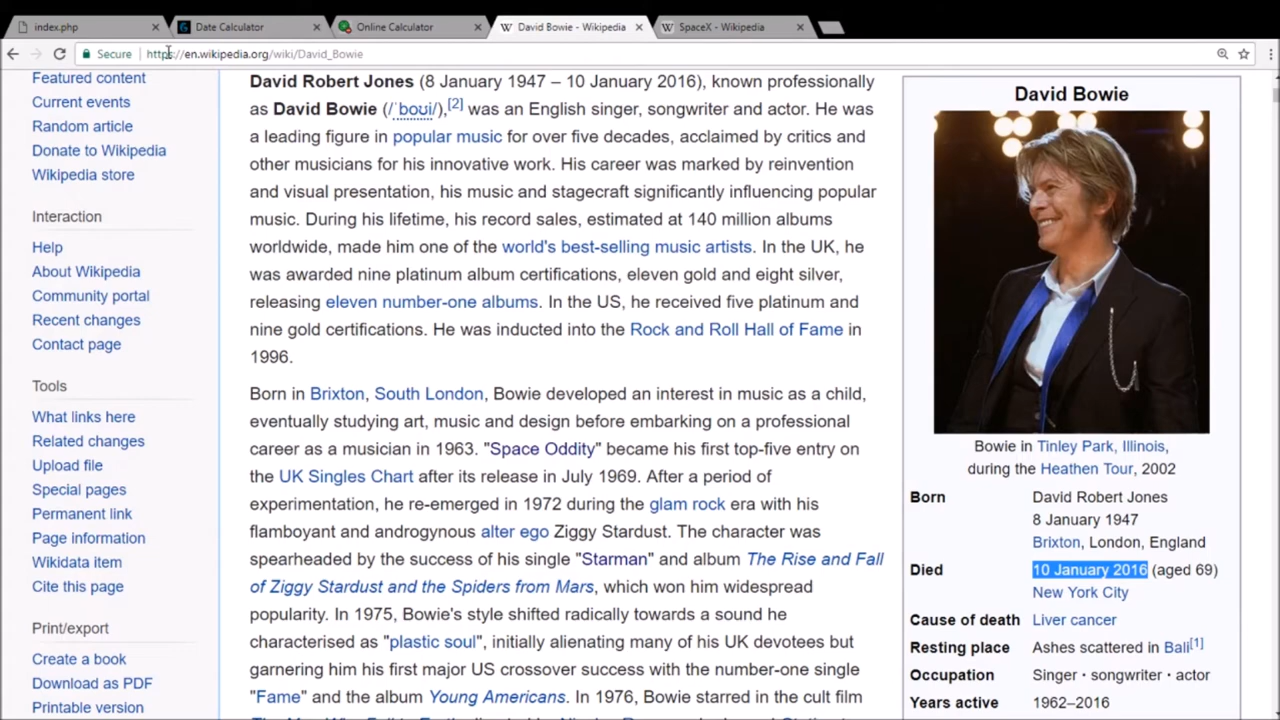 index.php
Date Calculator
Online Calculator
David Bowie - Wikipedia
SpaceX - Wikipedia
Secure
https://en.wikipedia.org/wiki/David_Bowie
Featured content
Current events
Random article
Donate to Wikipedia
Wikipedia store
Interaction
Help
About Wikipedia
Community portal
Recent changes
Contact page
Tools
What links here
Related changes
Upload file
Special pages
Permanent link
Page information
Wikidata item
Cite this page
Print/export
Create a book
Download as PDF
Printable version
David Robert Jones (8 January 1947 – 10 January 2016), known professionally
as David Bowie (/ˈboʊi/),[2] was an English singer, songwriter and actor. He was
a leading figure in popular music for over five decades, acclaimed by critics and
other musicians for his innovative work. His career was marked by reinvention
and visual presentation, his music and stagecraft significantly influencing popular
music. During his lifetime, his record sales, estimated at 140 million albums
worldwide, made him one of the world's best-selling music artists. In the UK, he
was awarded nine platinum album certifications, eleven gold and eight silver,
releasing eleven number-one albums. In the US, he received five platinum and
nine gold certifications. He was inducted into the Rock and Roll Hall of Fame in
1996.
Born in Brixton, South London, Bowie developed an interest in music as a child,
eventually studying art, music and design before embarking on a professional
career as a musician in 1963. "Space Oddity" became his first top-five entry on
the UK Singles Chart after its release in July 1969. After a period of
experimentation, he re-emerged in 1972 during the glam rock era with his
flamboyant and androgynous alter ego Ziggy Stardust. The character was
spearheaded by the success of his single "Starman" and album The Rise and Fall
of Ziggy Stardust and the Spiders from Mars, which won him widespread
popularity. In 1975, Bowie's style shifted radically towards a sound he
characterised as "plastic soul", initially alienating many of his UK devotees but
garnering him his first major US crossover success with the number-one single
"Fame" and the album Young Americans. In 1976, Bowie starred in the cult film
David Bowie
Bowie in Tinley Park, Illinois,
during the Heathen Tour, 2002
Born David Robert Jones
8 January 1947
Brixton, London, England
Died 10 January 2016 (aged 69)
New York City
Cause of death Liver cancer
Resting place Ashes scattered in Bali[1]
Occupation Singer · songwriter · actor
Years active 1962–2016